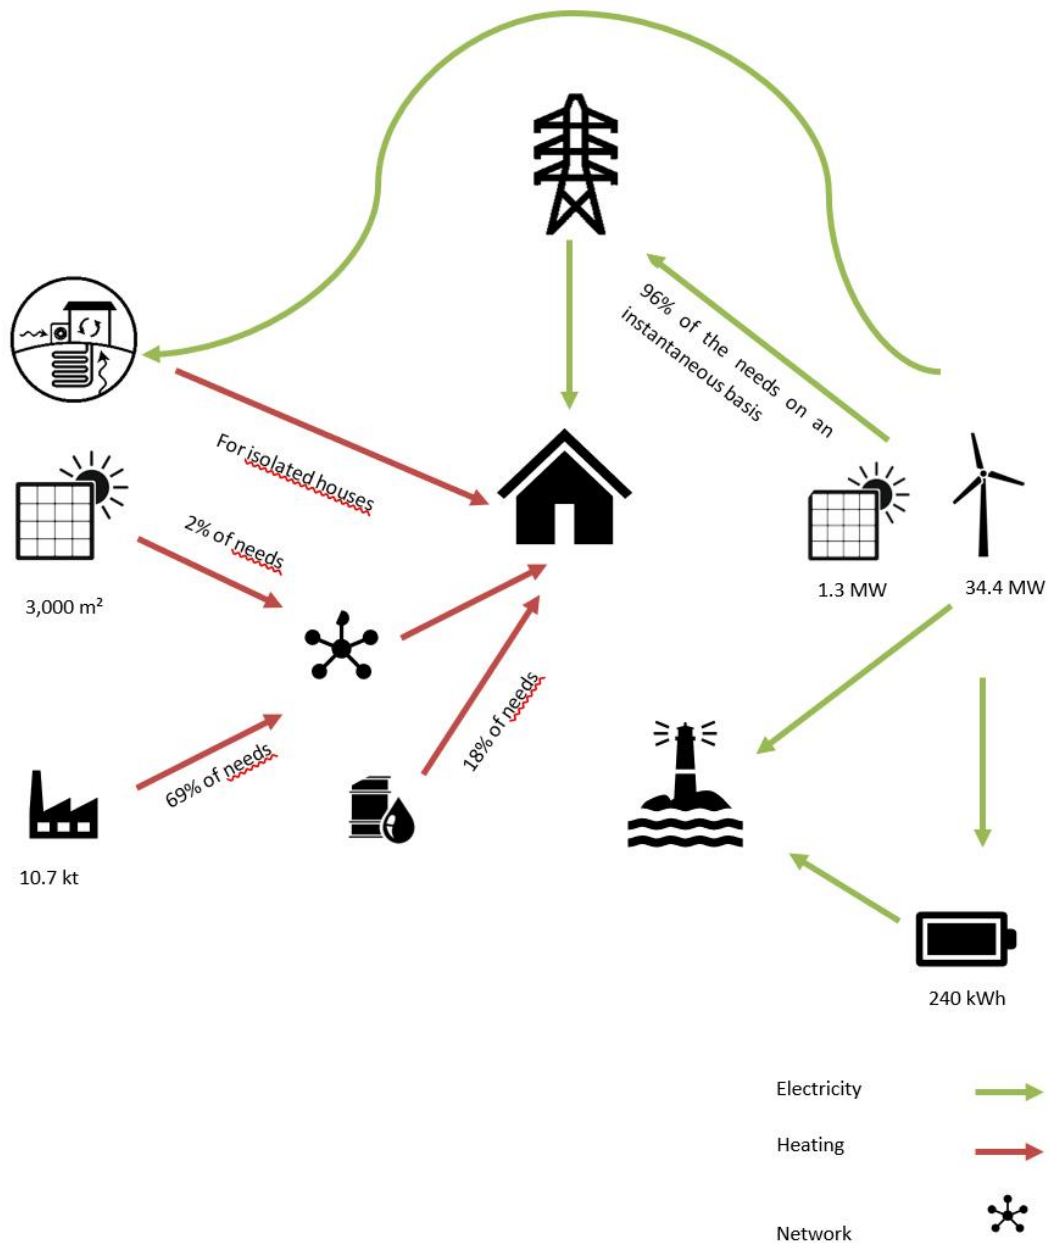 96% of the needs on an
instantaneous basis
For isolated houses
2% of needs
3,000 m²
1.3 MW
34.4 MW
18% of needs
69% of needs
10.7 kt
240 kWh
Electricity
Heating
Network